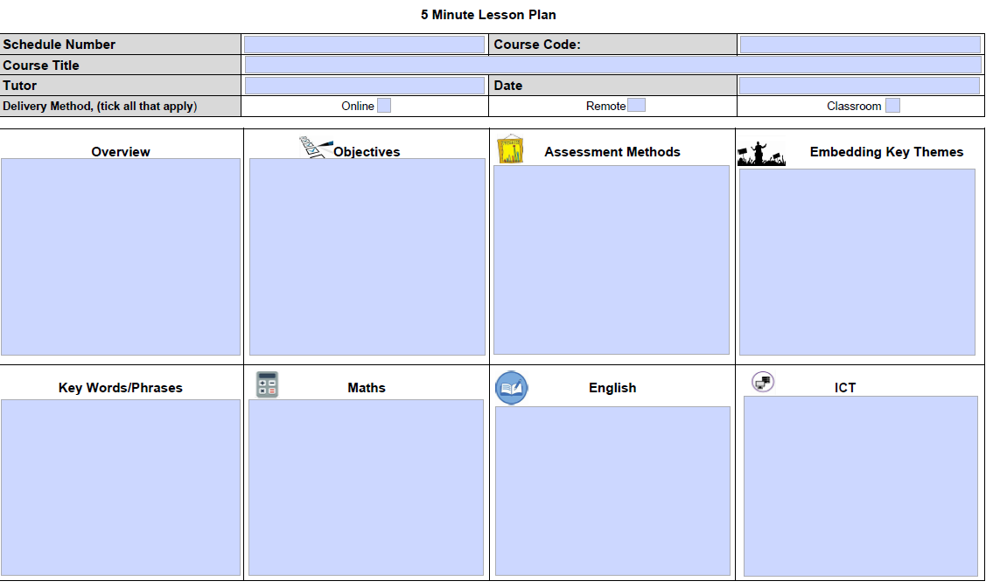 5 Minute Lesson Plan
Schedule Number Course Code:
Course Title
Tutor Date
Delivery Method, (tick all that apply) Online Remote Classroom
Overview Objectives Assessment Methods Embedding Key Themes
Key Words/Phrases Maths English ICT